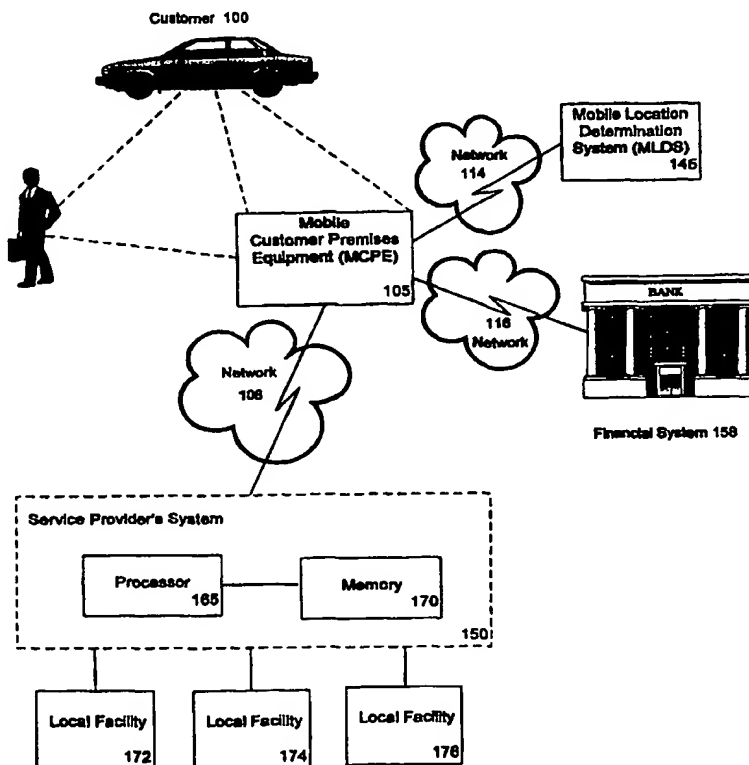 Customer 100
Mobile Location
Determination
System (MLDS)
145
Network
114
Mobile
Customer Premises
Equipment (MCPE)
105
116
Network
BANK
Financial System 158
Network
108
Service Provider's System
Processor
165
Memory
170
150
Local Facility
172
Local Facility
174
Local Facility
176